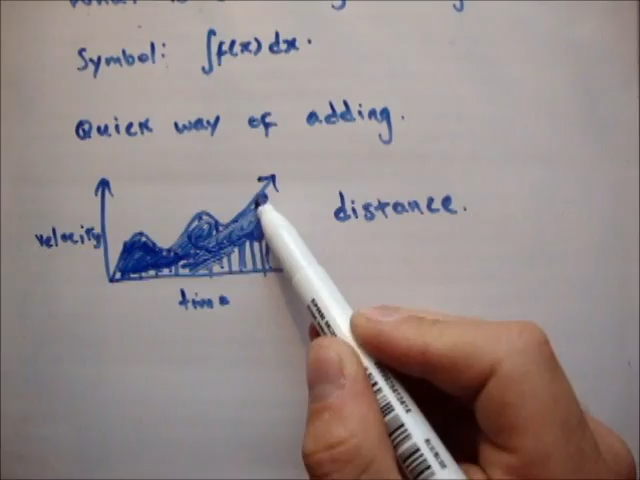 Symbol: ∫f(x) dx.
Quick way of adding.
velocity
distance.
time